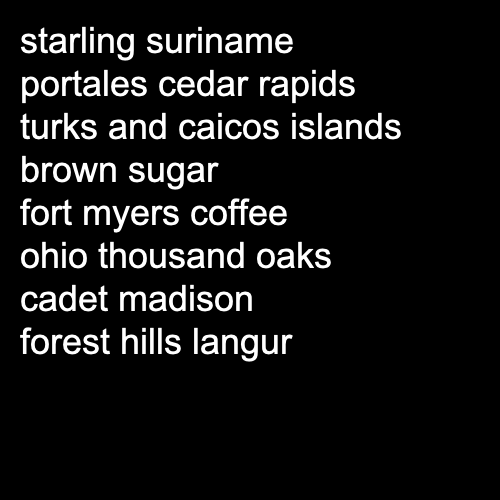 starling suriname
portales cedar rapids
turks and caicos islands
brown sugar
fort myers coffee
ohio thousand oaks
cadet madison
forest hills langur